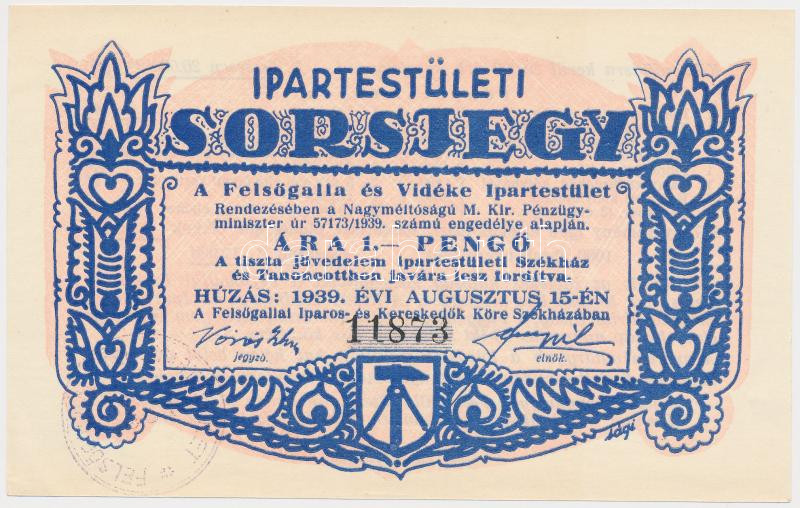 IPARTESTÜLETI
SORSJEGY
A Felsőgalla és Vidéke Ipartestület
Rendezésében a Nagyméltóságú M. Kir. Pénzügy-
miniszter úr 57173/1939. számú engedélye alapján.
ÁRA 1.— PENGŐ
A tiszta jövedelem ipartestületi Székház
és Tanoncotthon javára lesz fordítva.
HÚZÁS: 1939. ÉVI AUGUSZTUS 15-ÉN
A Felsőgallai Iparos- és Kereskedők Köre Székházában
11873
jegyző.
elnök.
sági